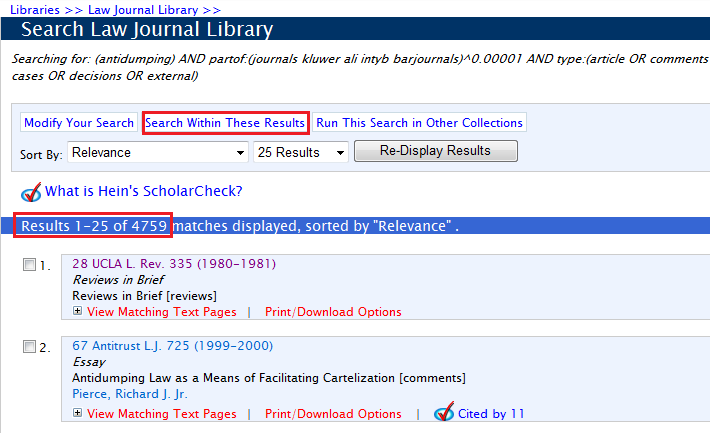 Libraries >> Law Journal Library >>
Search Law Journal Library
Searching for: (antidumping) AND partof:(journals kluwer ali intyb barjournals)^0.00001 AND type:(article OR comments
cases OR decisions OR external)
Modify Your Search Search Within These Results Run This Search in Other Collections
Sort By: Relevance 25 Results Re-Display Results
What is Hein's ScholarCheck?
Results 1-25 of 4759 matches displayed, sorted by "Relevance" .
1. 28 UCLA L. Rev. 335 (1980-1981)
Reviews in Brief
Reviews in Brief [reviews]
View Matching Text Pages | Print/Download Options
2. 67 Antitrust L.J. 725 (1999-2000)
Essay
Antidumping Law as a Means of Facilitating Cartelization [comments]
Pierce, Richard J. Jr.
View Matching Text Pages | Print/Download Options | Cited by 11